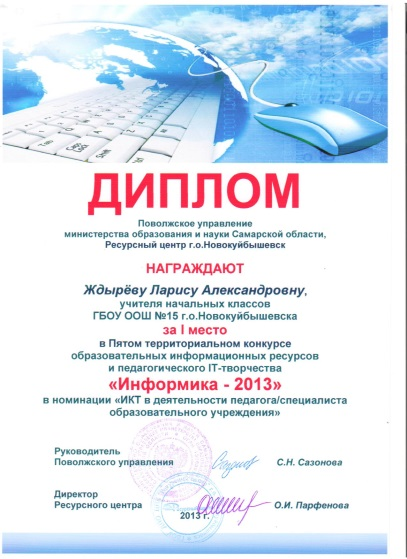 ДИПЛОМ
Поволжское управление
министерства образования и науки Самарской области,
Ресурсный центр г.о.Новокуйбышевск
НАГРАЖДАЮТ
Ждырёву Ларису Александровну,
учителя начальных классов
ГБОУ ООШ №15 г.о.Новокуйбышевска
за I место
в Пятом территориальном конкурсе
образовательных информационных ресурсов
и педагогического IT-творчества
«Информика - 2013»
в номинации «ИКТ в деятельности педагога/специалиста
образовательного учреждения»
Руководитель
Поволжского управления
С.Н. Сазонова
Директор
Ресурсного центра
О.И. Парфенова
2013 г.